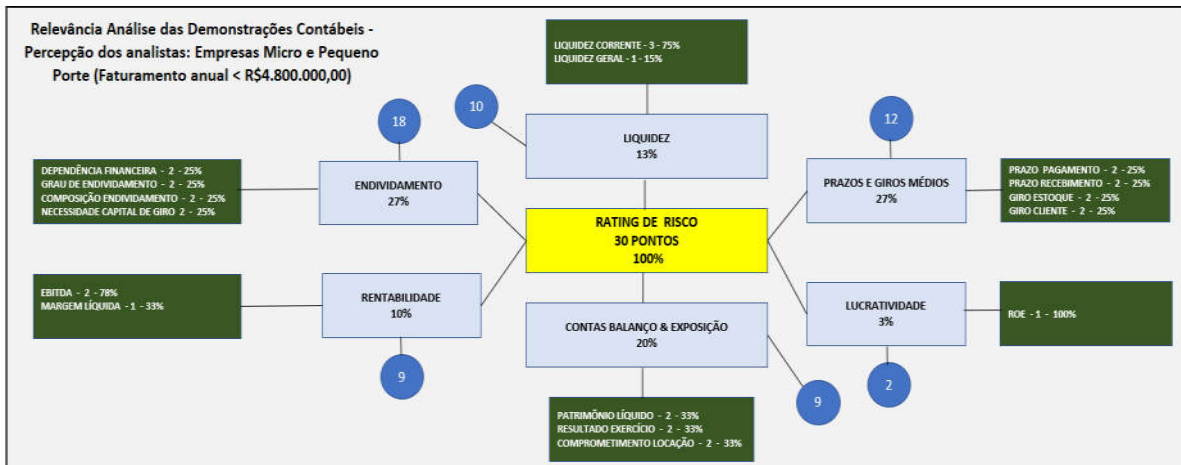 Relevância Análise das Demonstrações Contábeis -
Percepção dos analistas: Empresas Micro e Pequeno
Porte (Faturamento anual < R$4.800.000,00)
LIQUIDEZ CORRENTE - 3 - 75%
LIQUIDEZ GERAL - 1 - 15%
10
LIQUIDEZ
13%
18
DEPENDÊNCIA FINANCEIRA - 2 - 25%
GRAU DE ENDIVIDAMENTO - 2 - 25%
COMPOSIÇÃO ENDIVIDAMENTO - 2 - 25%
NECESSIDADE CAPITAL DE GIRO 2 - 25%
ENDIVIDAMENTO
27%
12
PRAZOS E GIROS MÉDIOS
27%
PRAZO PAGAMENTO - 2 - 25%
PRAZO RECEBIMENTO - 2 - 25%
GIRO ESTOQUE - 2 - 25%
GIRO CLIENTE - 2 - 25%
RATING DE RISCO
30 PONTOS
100%
EBITDA - 2 - 78%
MARGEM LÍQUIDA - 1 - 33%
RENTABILIDADE
10%
9
CONTAS BALANÇO & EXPOSIÇÃO
20%
9
LUCRATIVIDADE
3%
2
ROE - 1 - 100%
PATRIMÔNIO LÍQUIDO - 2 - 33%
RESULTADO EXERCÍCIO - 2 - 33%
COMPROMETIMENTO LOCAÇÃO - 2 - 33%